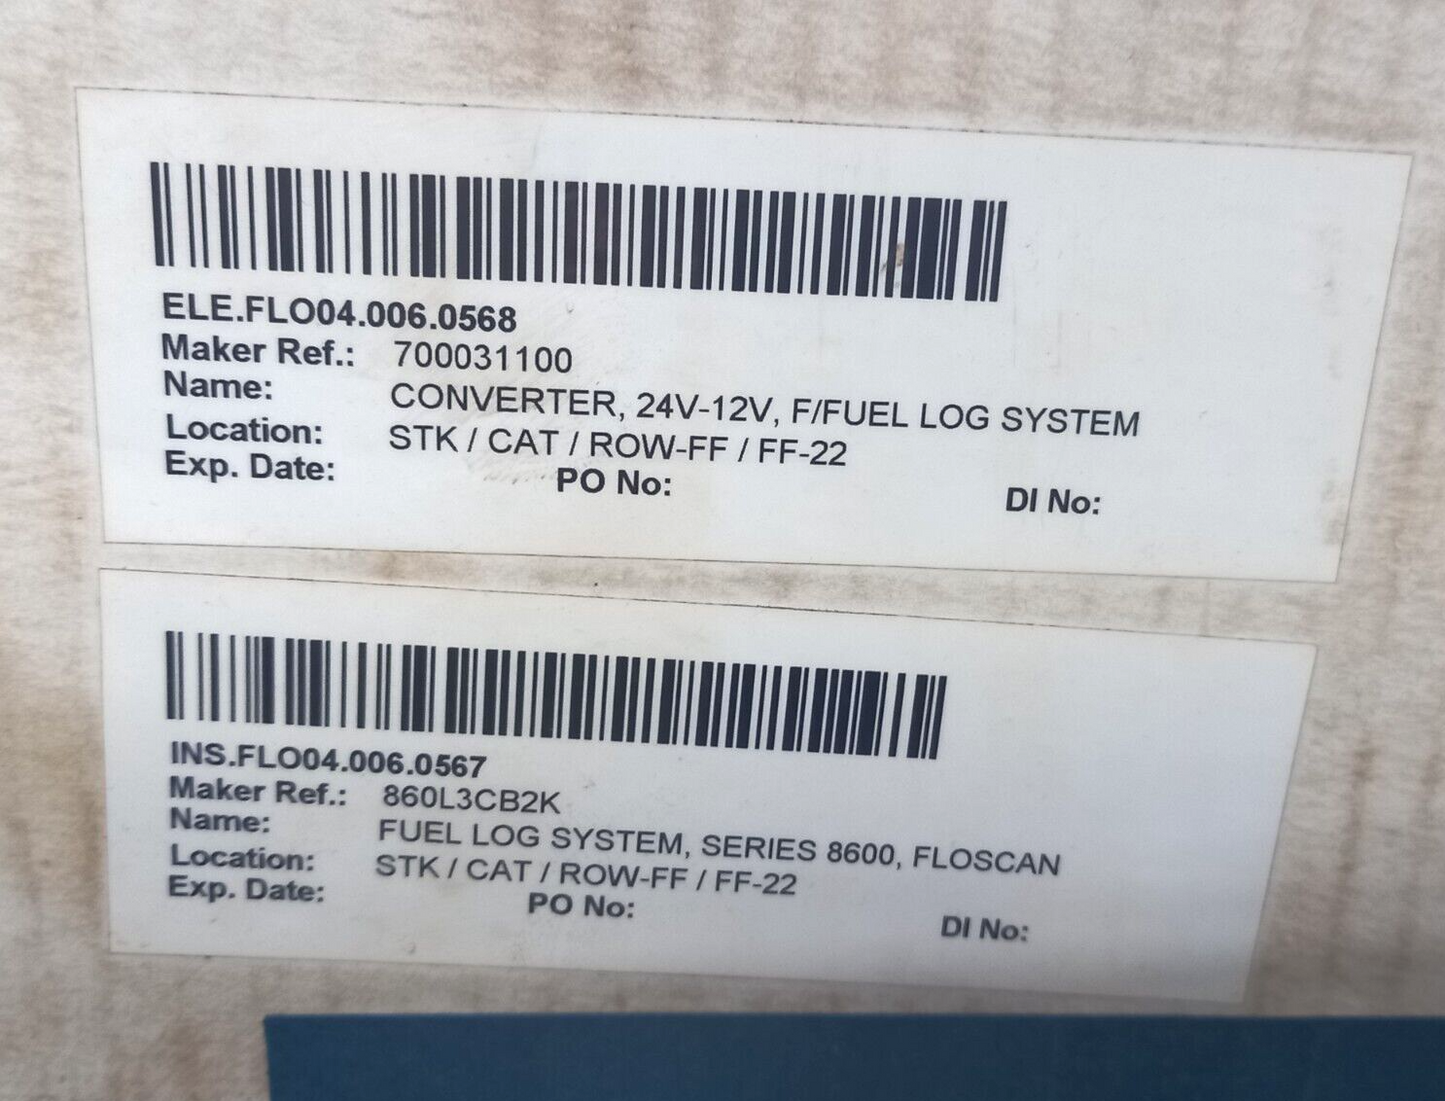 ELE.FLO04.006.0568
Maker Ref.: 700031100
Name: CONVERTER, 24V-12V, F/FUEL LOG SYSTEM
Location: STK / CAT / ROW-FF / FF-22
Exp. Date: PO No: DI No:
INS.FLO04.006.0567
Maker Ref.: 860L3CB2K
Name: FUEL LOG SYSTEM, SERIES 8600, FLOSCAN
Location: STK / CAT / ROW-FF / FF-22
Exp. Date: PO No: DI No: